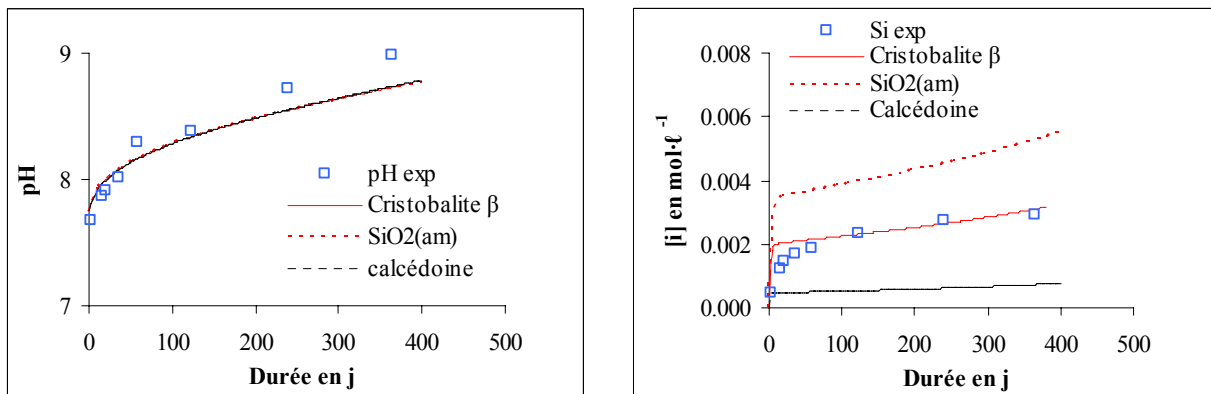 9
8
7
pH
0
100
200
300
400
500
Durée en j
pH exp
Cristobalite β
SiO2(am)
calcédoine
0.008
0.006
0.004
0.002
0.000
[i] en mol·ℓ⁻¹
0
100
200
300
400
500
Durée en j
Si exp
Cristobalite β
SiO2(am)
Calcédoine